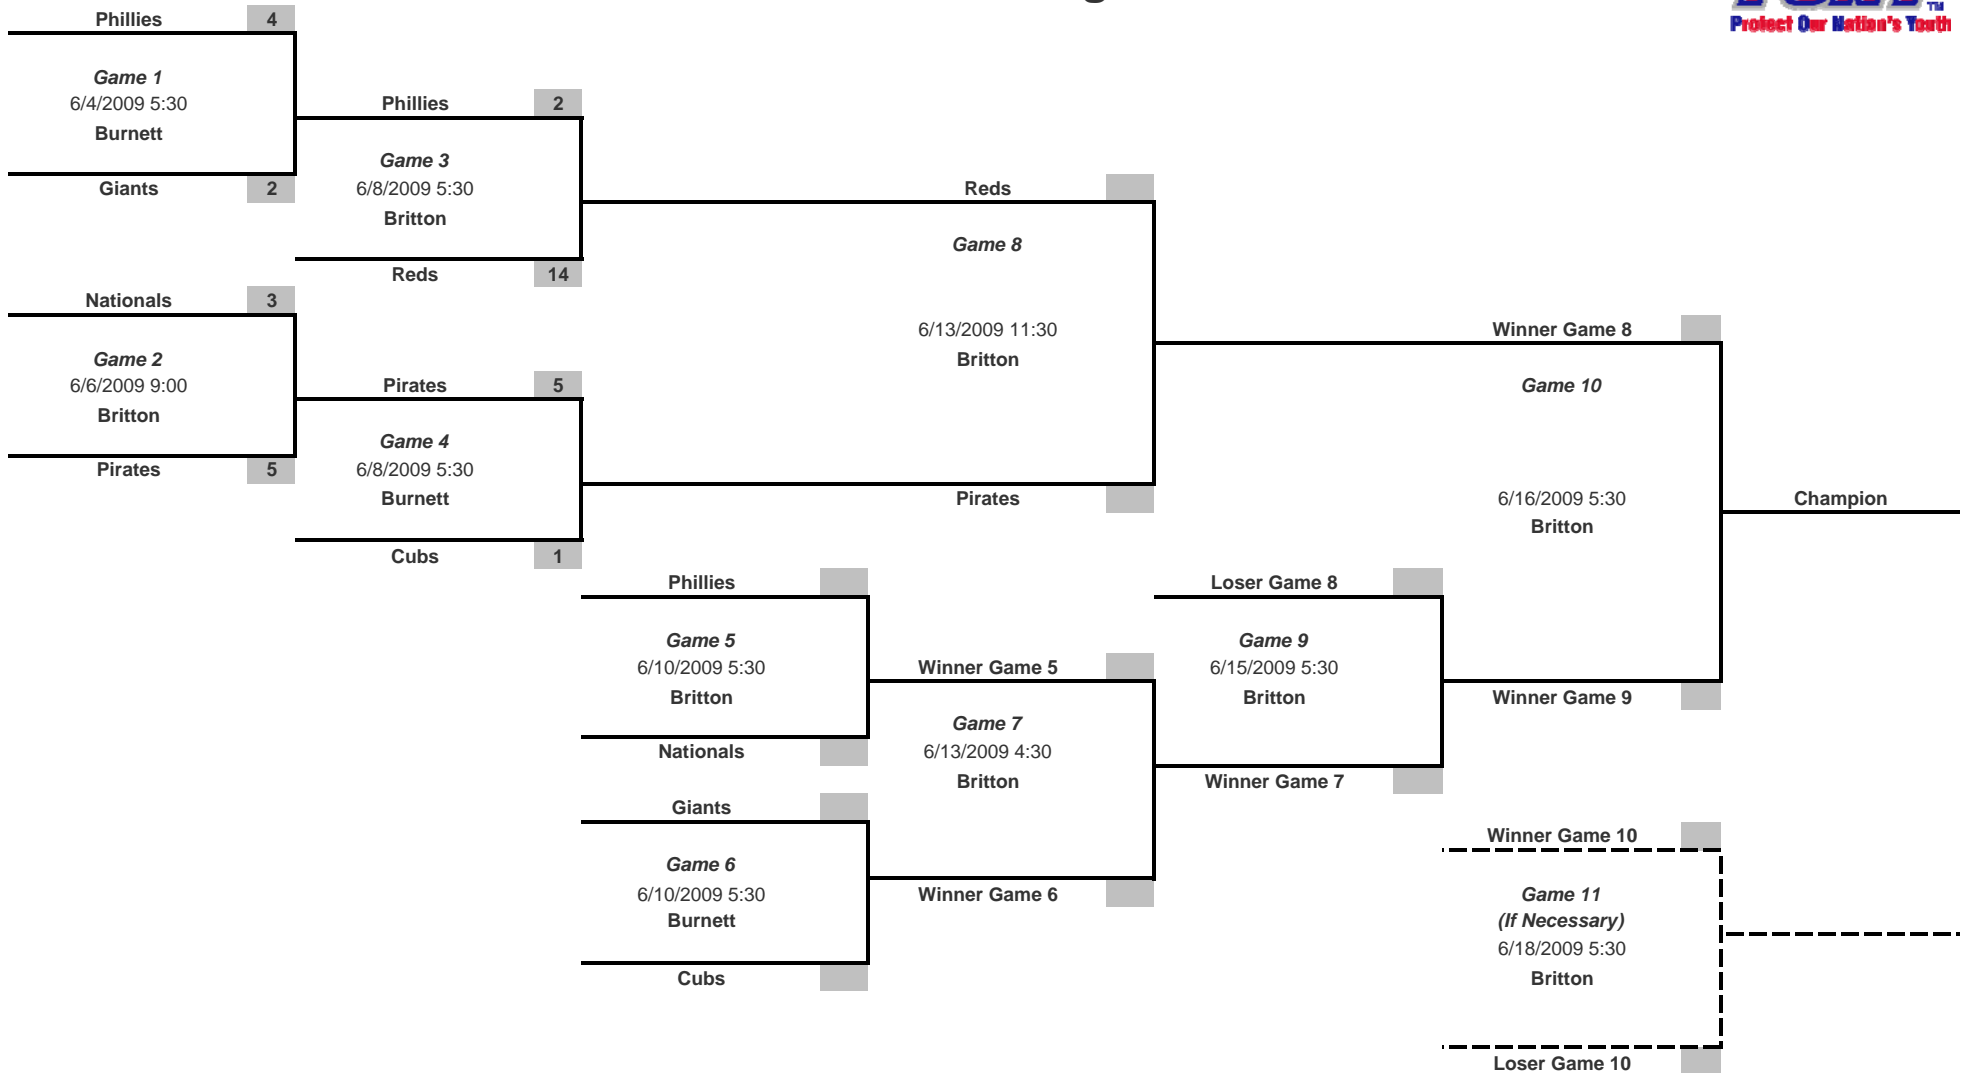 Phillies 4
Game 1
6/4/2009 5:30
Burnett
Giants 2
Phillies 2
Game 3
6/8/2009 5:30
Britton
Reds 14
Nationals 3
Game 2
6/6/2009 9:00
Britton
Pirates 5
Pirates 5
Game 4
6/8/2009 5:30
Burnett
Cubs 1
Reds
Game 8
6/13/2009 11:30
Britton
Pirates
Phillies
Game 5
6/10/2009 5:30
Britton
Nationals
Giants
Game 6
6/10/2009 5:30
Burnett
Cubs
Winner Game 5
Game 7
6/13/2009 4:30
Britton
Winner Game 6
Loser Game 8
Game 9
6/15/2009 5:30
Britton
Winner Game 7
Winner Game 8
Game 10
6/16/2009 5:30
Britton
Winner Game 9
Champion
Winner Game 10
Game 11
(If Necessary)
6/18/2009 5:30
Britton
Loser Game 10
TM
Protect Our Nation's Youth